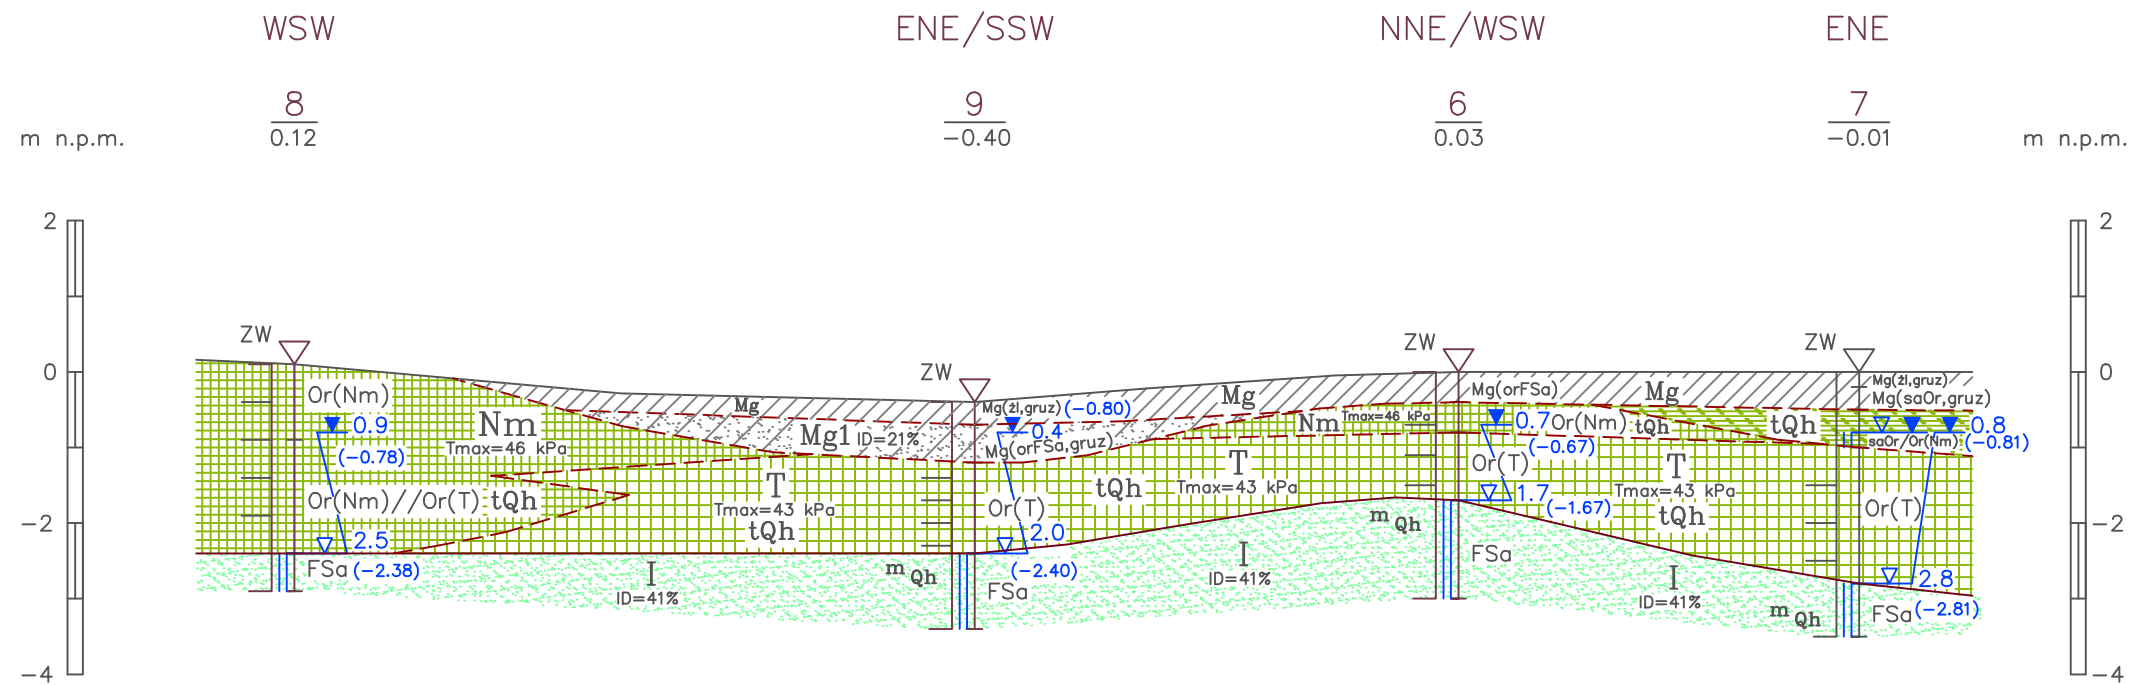 WSW ENE/SSW NNE/WSW ENE
8 9 6 7
m n.p.m. 0.12 −0.40 0.03 −0.01 m n.p.m.
2 2
ZW ZW ZW ZW
0 0
Or(Nm) Mg Mg(żl,gruz) (−0.80) Mg Mg(orFSa) Mg Mg(żl,gruz)
Mg(saOr,gruz)
0.9 Nm Mg1 ID=21% 0.4 Nm Tmax=46 kPa 0.7 Or(Nm) tQh tQh 0.8
(−0.78) Tmax=46 kPa Mg(orFSa,gruz) (−0.67) saOr/Or(Nm) (−0.81)
T T Or(T) T
Or(Nm)//Or(T) tQh Tmax=43 kPa Or(T) tQh Tmax=43 kPa 1.7 Tmax=43 kPa Or(T)
−2 tQh 2.0 mQh (−1.67) tQh −2
2.5 I mQh I FSa I 2.8
FSa (−2.38) (−2.40) ID=41%
ID=41% FSa ID=41% mQh FSa (−2.81)
−4 −4